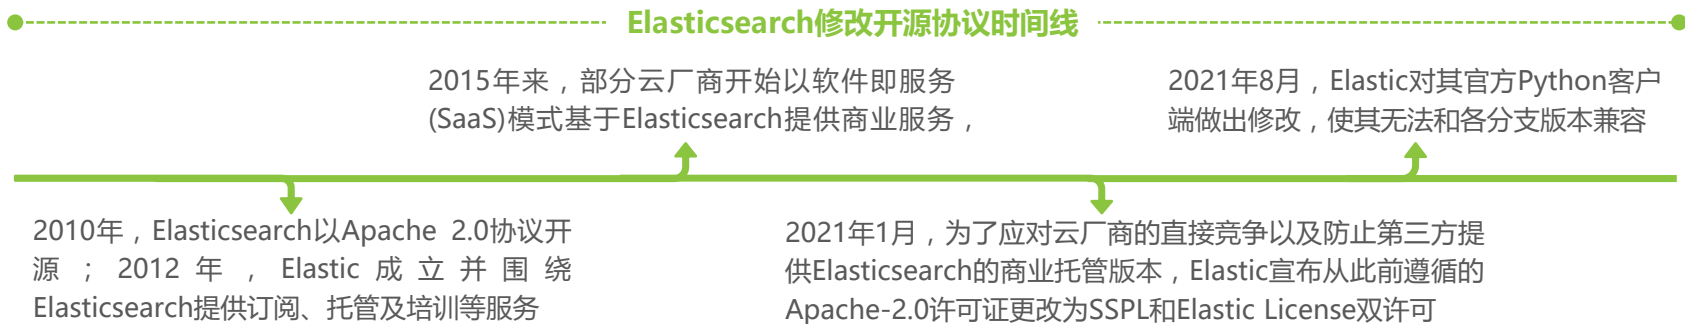 Elasticsearch修改开源协议时间线
2015年来，部分云厂商开始以软件即服务
(SaaS)模式基于Elasticsearch提供商业服务，
2021年8月，Elastic对其官方Python客户
端做出修改，使其无法和各分支版本兼容
2010年，Elasticsearch以Apache 2.0协议开
源；2012年，Elastic成立并围绕
Elasticsearch提供订阅、托管及培训等服务
2021年1月，为了应对云厂商的直接竞争以及防止第三方提
供Elasticsearch的商业托管版本，Elastic宣布从此前遵循的
Apache-2.0许可证更改为SSPL和Elastic License双许可